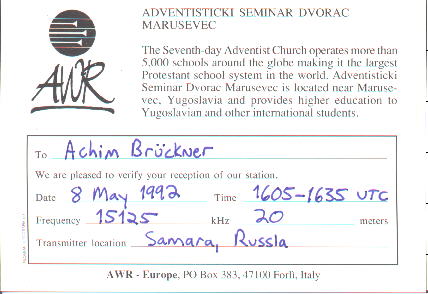 ADVENTISTICKI SEMINAR DVORAC
MARUSEVEC
The Seventh-day Adventist Church operates more than
5,000 schools around the globe making it the largest
Protestant school system in the world. Adventisticki
Seminar Dvorac Marusevec is located near Maruse-
vec, Yugoslavia and provides higher education to
Yugoslavian and other international students.
AWR
To Achim Brückner
We are pleased to verify your reception of our station.
Date 8 May 1992 Time 1605-1635 UTC
Frequency 15125 kHz 20 meters
Transmitter location Samara, Russia
AWR - Europe, PO Box 383, 47100 Forlì, Italy